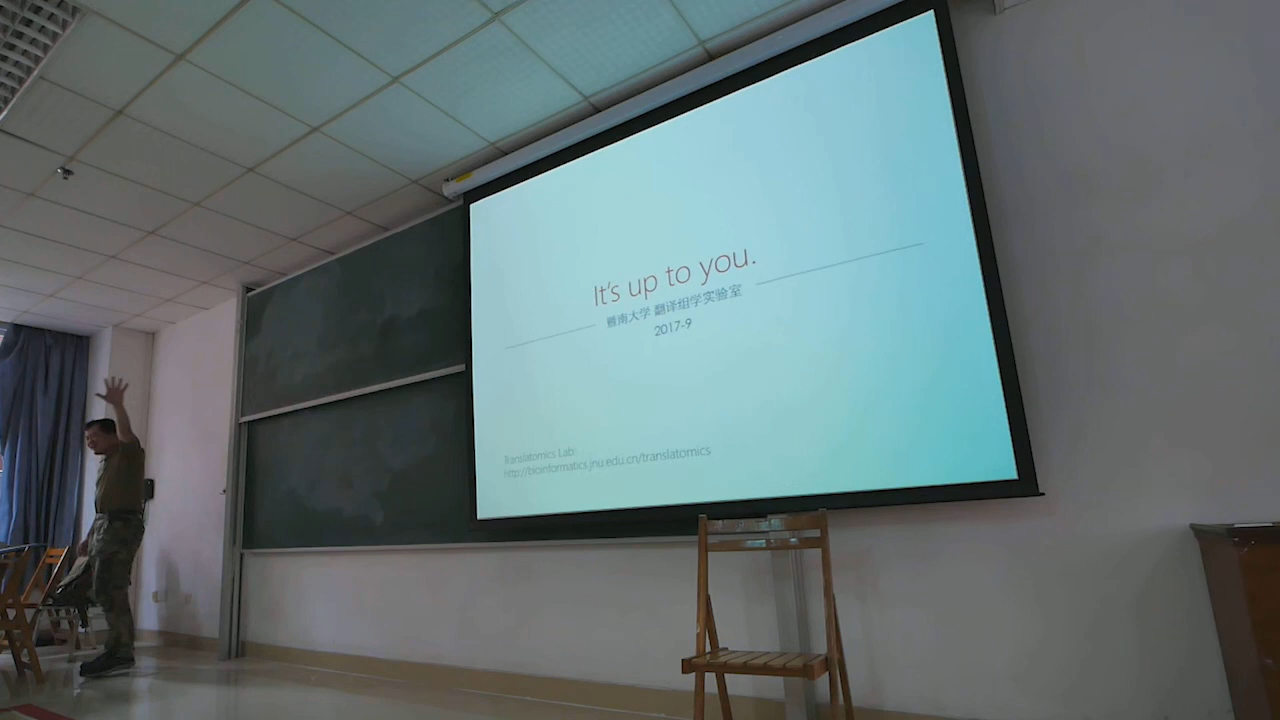 It's up to you.
暨南大学 翻译组学实验室
2017-9
Translatomics Lab:
http://bioinformatics.jnu.edu.cn/translatomics